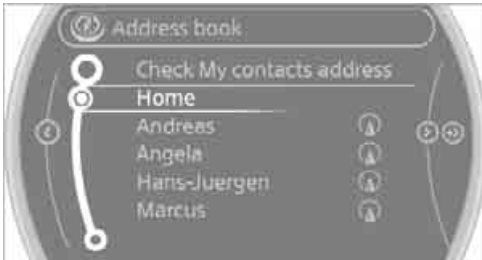 Address book
Check My contacts address
Home
Andreas
Angela
Hans-Juergen
Marcus